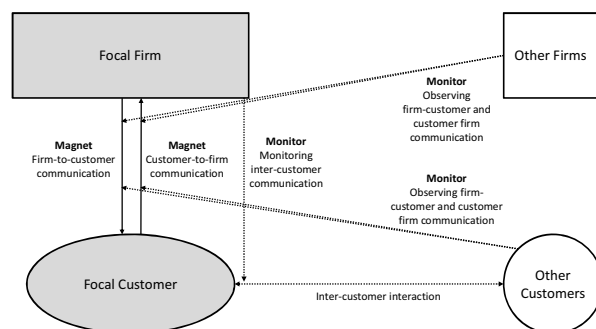 Focal Firm
Other Firms
Monitor
Observing
firm-customer and
customer firm
communication
Magnet
Firm-to-customer
communication
Magnet
Customer-to-firm
communication
Monitor
Monitoring
inter-customer
communication
Monitor
Observing firm-
customer and customer
firm communication
Focal Customer
Inter-customer interaction
Other
Customers